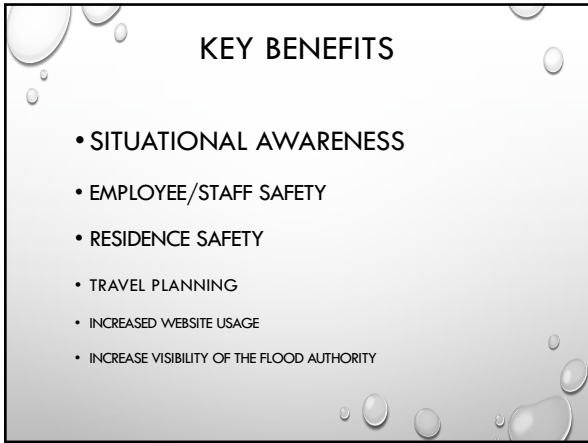 KEY BENEFITS
• SITUATIONAL AWARENESS
• EMPLOYEE/STAFF SAFETY
• RESIDENCE SAFETY
• TRAVEL PLANNING
• INCREASED WEBSITE USAGE
• INCREASE VISIBILITY OF THE FLOOD AUTHORITY